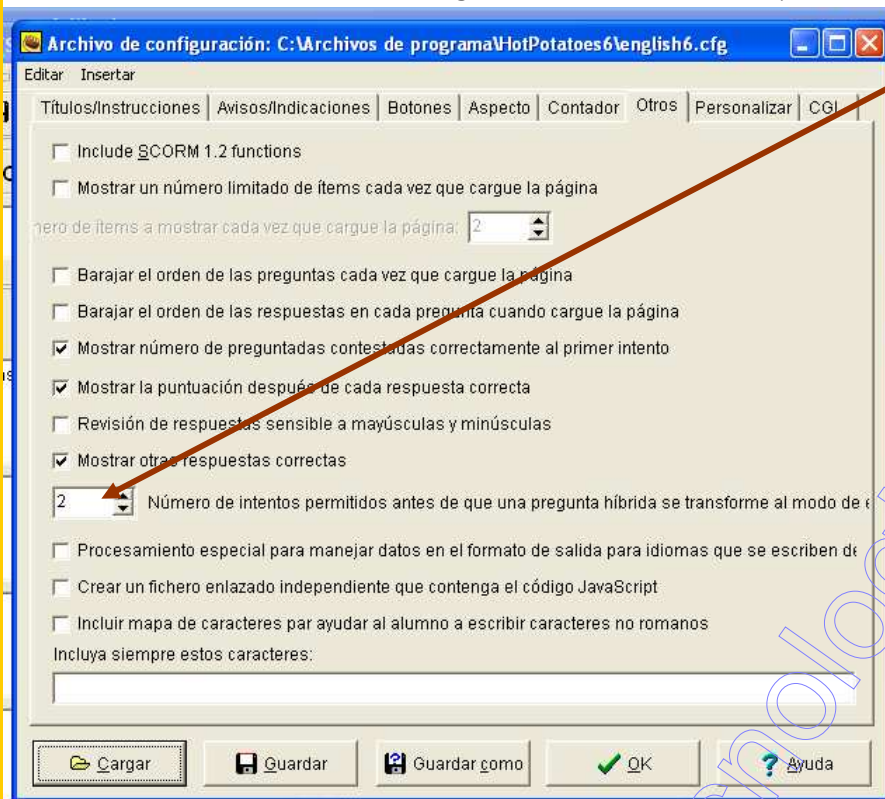 Archivo de configuración: C:\Archivos de programa\HotPotatoes6\english6.cfg
Editar Insertar
Títulos/Instrucciones Avisos/Indicaciones Botones Aspecto Contador Otros Personalizar CGI
Include SCORM 1.2 functions
Mostrar un número limitado de ítems cada vez que cargue la página
nero de ítems a mostrar cada vez que cargue la página: 2
Barajar el orden de las preguntas cada vez que cargue la página
Barajar el orden de las respuestas en cada pregunta cuando cargue la página
Mostrar número de preguntadas contestadas correctamente al primer intento
Mostrar la puntuación después de cada respuesta correcta
Revisión de respuestas sensible a mayúsculas y minúsculas
Mostrar otras respuestas correctas
2 Número de intentos permitidos antes de que una pregunta híbrida se transforme al modo de
Procesamiento especial para manejar datos en el formato de salida para idiomas que se escriben de
Crear un fichero enlazado independiente que contenga el código JavaScript
Incluir mapa de caracteres par ayudar al alumno a escribir caracteres no romanos
Incluya siempre estos caracteres:
Cargar Guardar Guardar como OK Ayuda